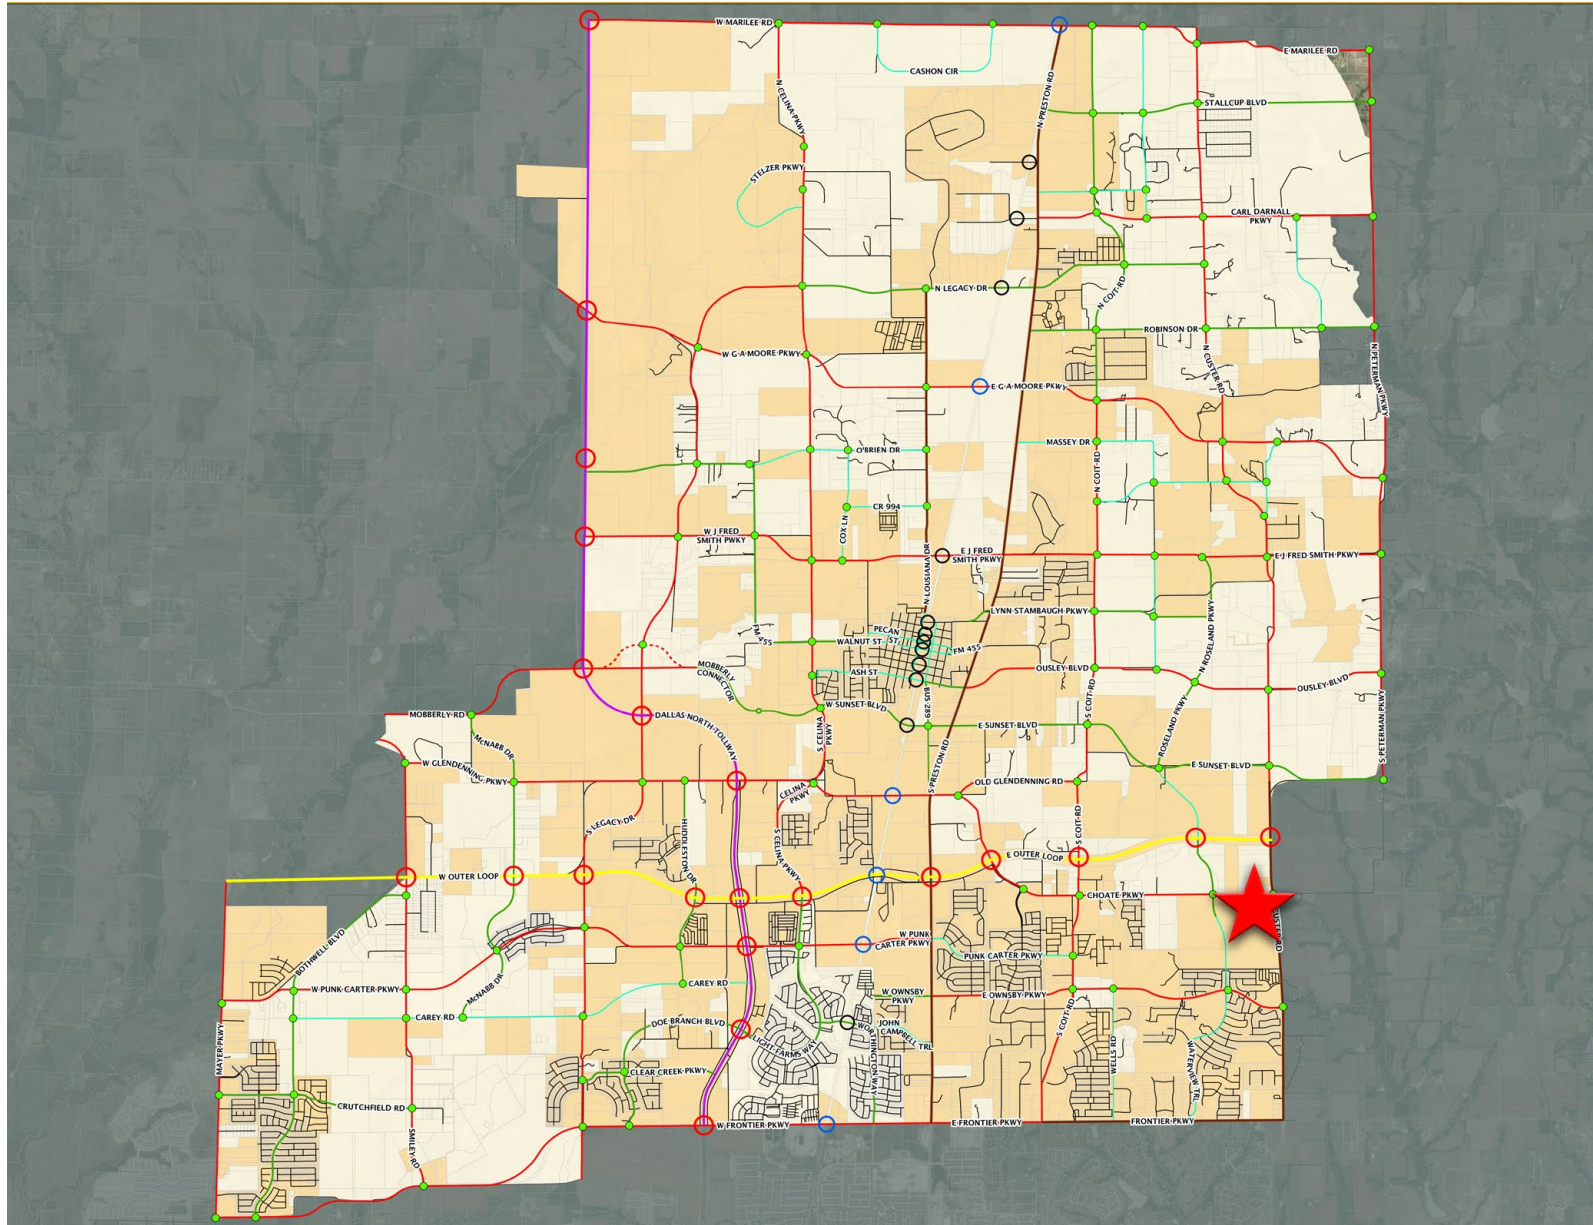 W MARILEE RD
E MARILEE RD
CASHON CIR
N CELINA PKWY
N PRESTON RD
STALLCUP BLVD
STELZER PKWY
CARL DARNALL
PKWY
N LEGACY DR
N COIT RD
ROBINSON DR
W G A MOORE PKWY
N CUSTER RD
N PETERMAN PKWY
E G A MOORE PKWY
MASSEY DR
O'BRIEN DR
N COIT RD
CR 994
COX LN
W J FRED
SMITH PWKY
E J FRED
SMITH PKWY
E J FRED SMITH PKWY
N LOUSIANA DR
LYNN STAMBAUGH PKWY
PECAN
ST
WALNUT ST
FM 455
FM 455
N ROSELAND PKWY
MOBBERLY
CONNECTOR
ASH ST
OUSLEY BLVD
OUSLEY BLVD
BUS 289
S COIT RD
W SUNSET BLVD
MOBBERLY RD
DALLAS NORTH TOLLWAY
E SUNSET BLVD
S CELINA
PKWY
ROSELAND PKWY
S PETERMAN PKWY
McNABB DR
W GLENDENNING PKWY
E SUNSET BLVD
S PRESTON RD
OLD GLENDENNING RD
CELINA
PKWY
S LEGACY DR
HUDDLESTON DR
S CELINA PKWY
S COIT RD
E OUTER LOOP
W OUTER LOOP
CHOATE PKWY
CUSTER RD
BOTHWELL BLVD
W PUNK
CARTER PKWY
PUNK CARTER PKWY
W PUNK CARTER PKWY
McNABB DR
CAREY RD
W OWNSBY
PKWY
E OWNSBY PKWY
CAREY RD
DOE BRANCH BLVD
LIGHT FARMS WAY
WORTHINGTON WAY
JOHN
CAMPBELL TRL
S COIT RD
MAYER PKWY
WELLS RD
WATERVIEW TRL
CLEAR CREEK PKWY
CRUTCHFIELD RD
SMILEY RD
W FRONTIER PKWY
E FRONTIER PKWY
FRONTIER PKWY